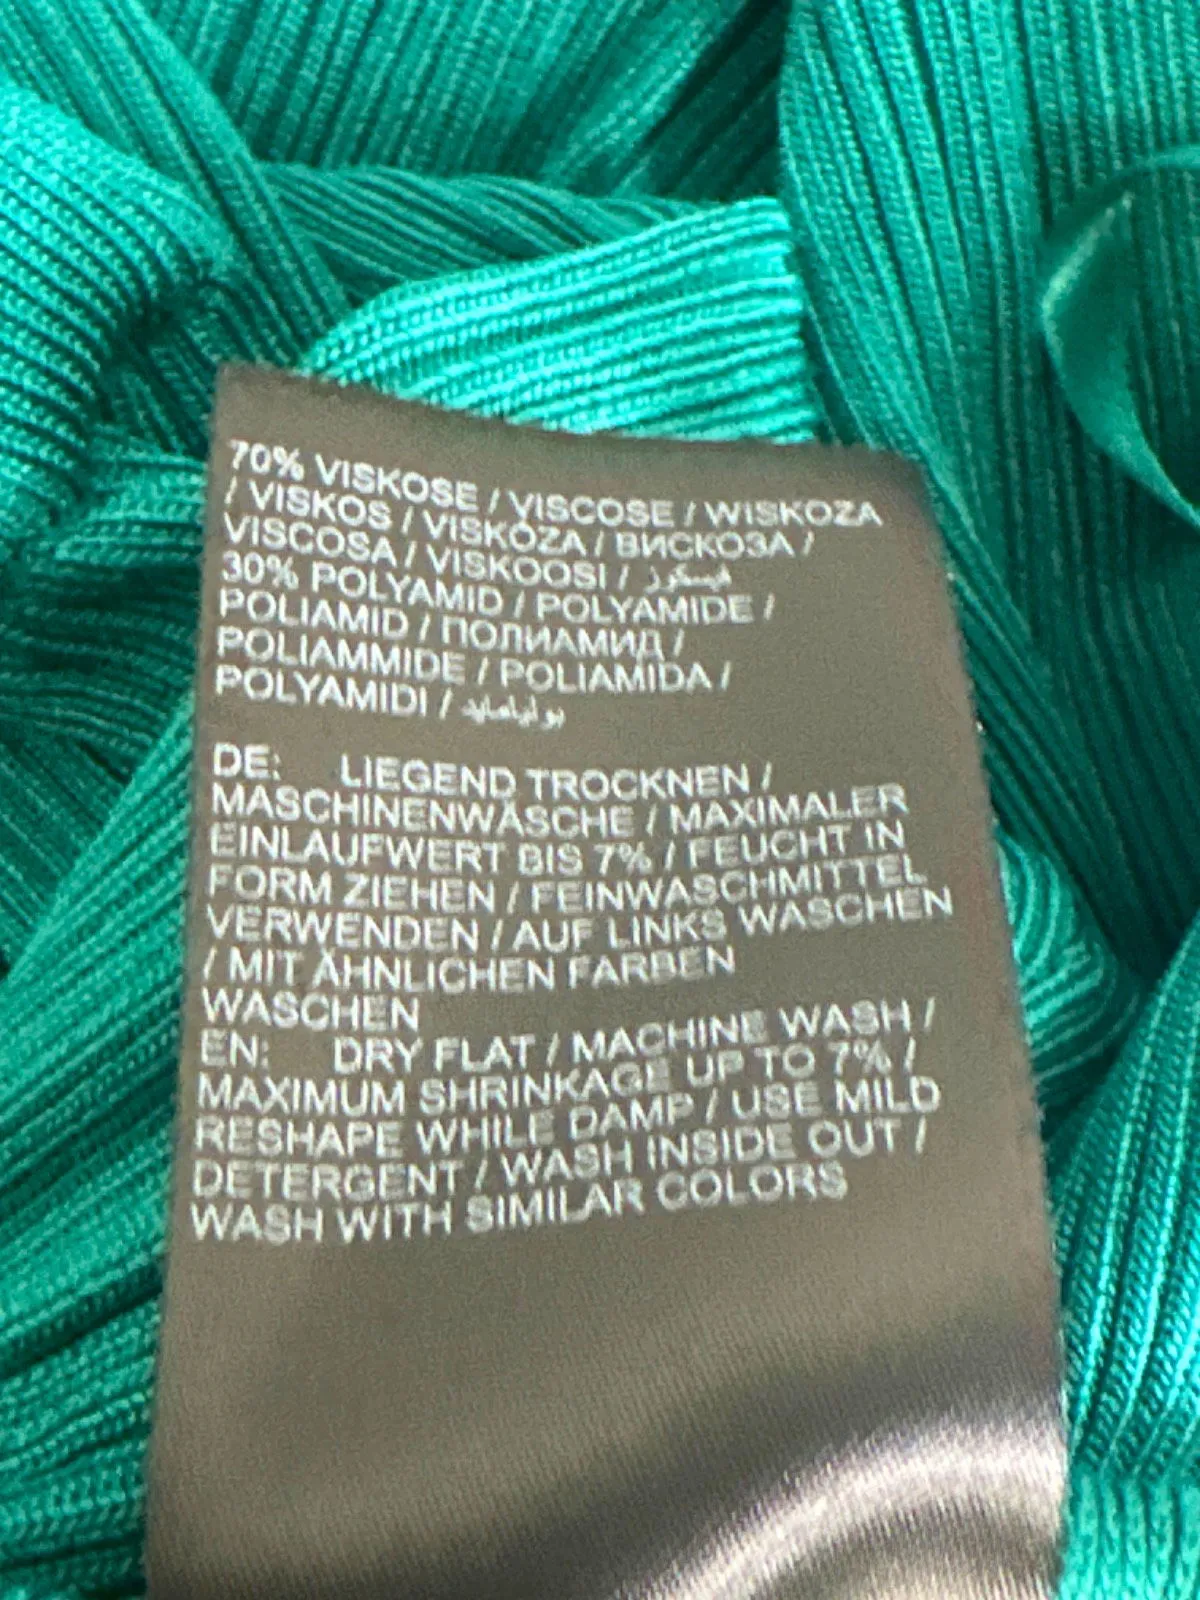 70% VISKOSE / VISCOSE / WISKOZA
/ VISKOS / VISKÓZA / ВИСКОЗА /
VISCOSA / VISKOOSI / فيسكوز
30% POLYAMID / POLYAMIDE /
POLIAMID / ПОЛИАМИД /
POLIAMMIDE / POLIAMIDA /
POLYAMIDI / بولياميد
DE: LIEGEND TROCKNEN /
MASCHINENWÄSCHE / MAXIMALER
EINLAUFWERT BIS 7% / FEUCHT IN
FORM ZIEHEN / FEINWASCHMITTEL
VERWENDEN / AUF LINKS WASCHEN
/ MIT ÄHNLICHEN FARBEN
WASCHEN
EN: DRY FLAT / MACHINE WASH /
MAXIMUM SHRINKAGE UP TO 7% /
RESHAPE WHILE DAMP / USE MILD
DETERGENT / WASH INSIDE OUT /
WASH WITH SIMILAR COLORS